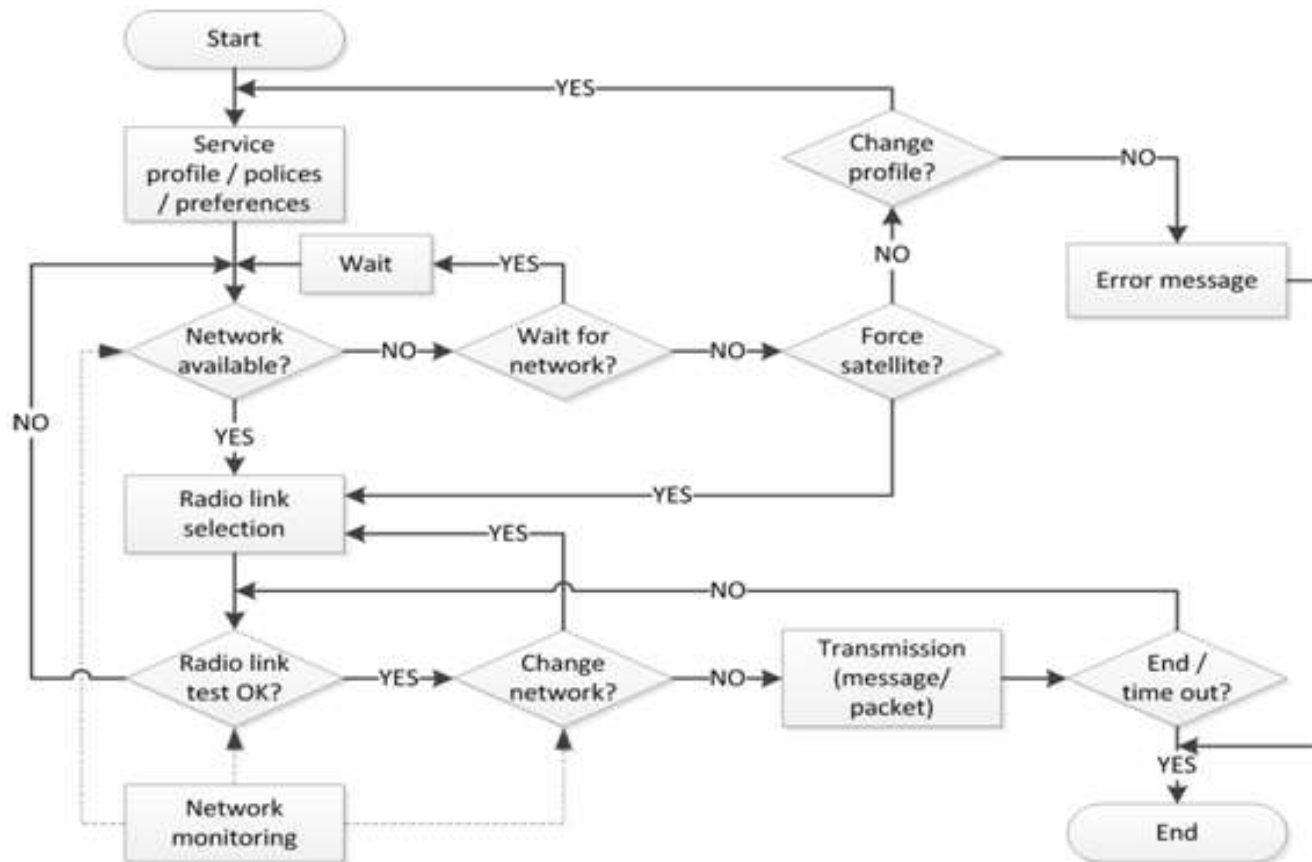 Start
YES
Service
profile / polices
/ preferences
Change
profile?
NO
Wait
YES
NO
Error message
Network
available?
NO
Wait for
network?
NO
Force
satellite?
NO
YES
Radio link
selection
YES
YES
NO
Radio link
test OK?
YES
Change
network?
NO
Transmission
(message/
packet)
End /
time out?
YES
Network
monitoring
End